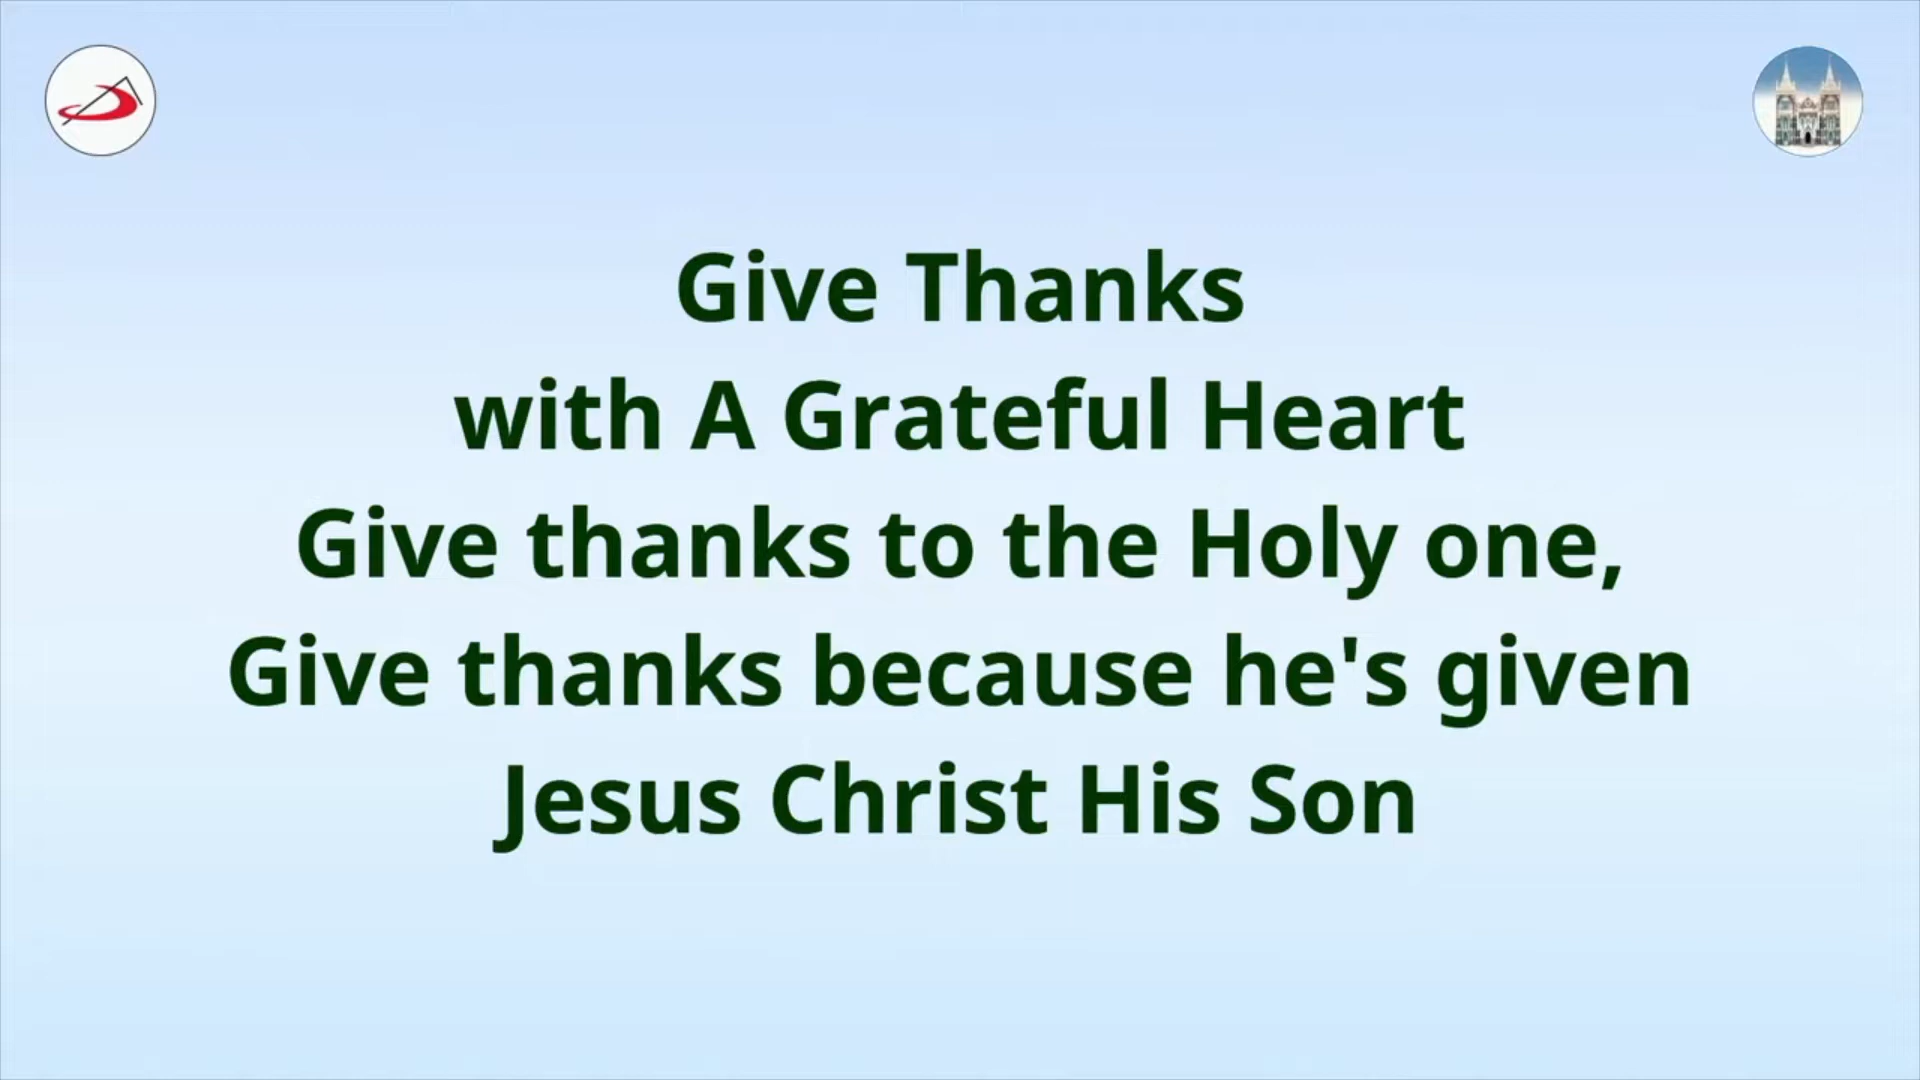 Give Thanks
with A Grateful Heart
Give thanks to the Holy one,
Give thanks because he's given
Jesus Christ His Son